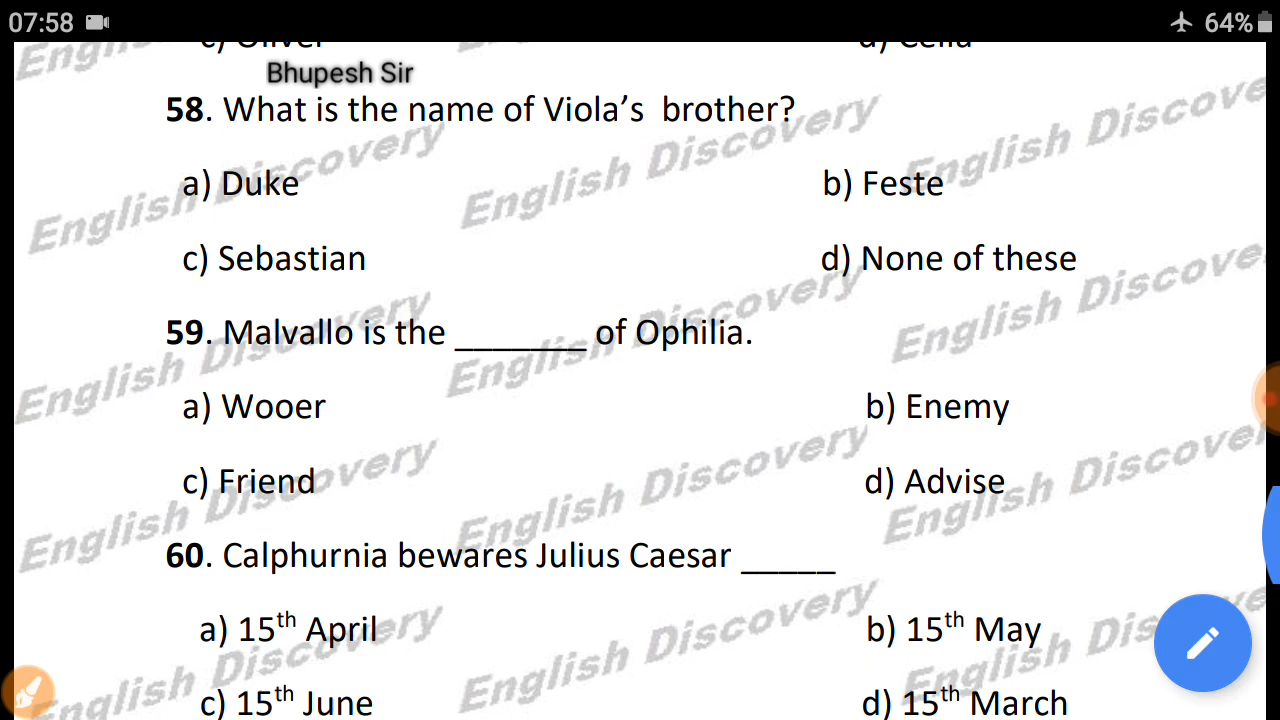 07:58 64%
c) Oliver d) Celia
Bhupesh Sir
58. What is the name of Viola’s  brother?
a) Duke b) Feste
c) Sebastian d) None of these
59. Malvallo is the _______ of Ophilia.
a) Wooer b) Enemy
c) Friend d) Advise
60. Calphurnia bewares Julius Caesar _____
a) 15th April b) 15th May
c) 15th June d) 15th March
English Discovery